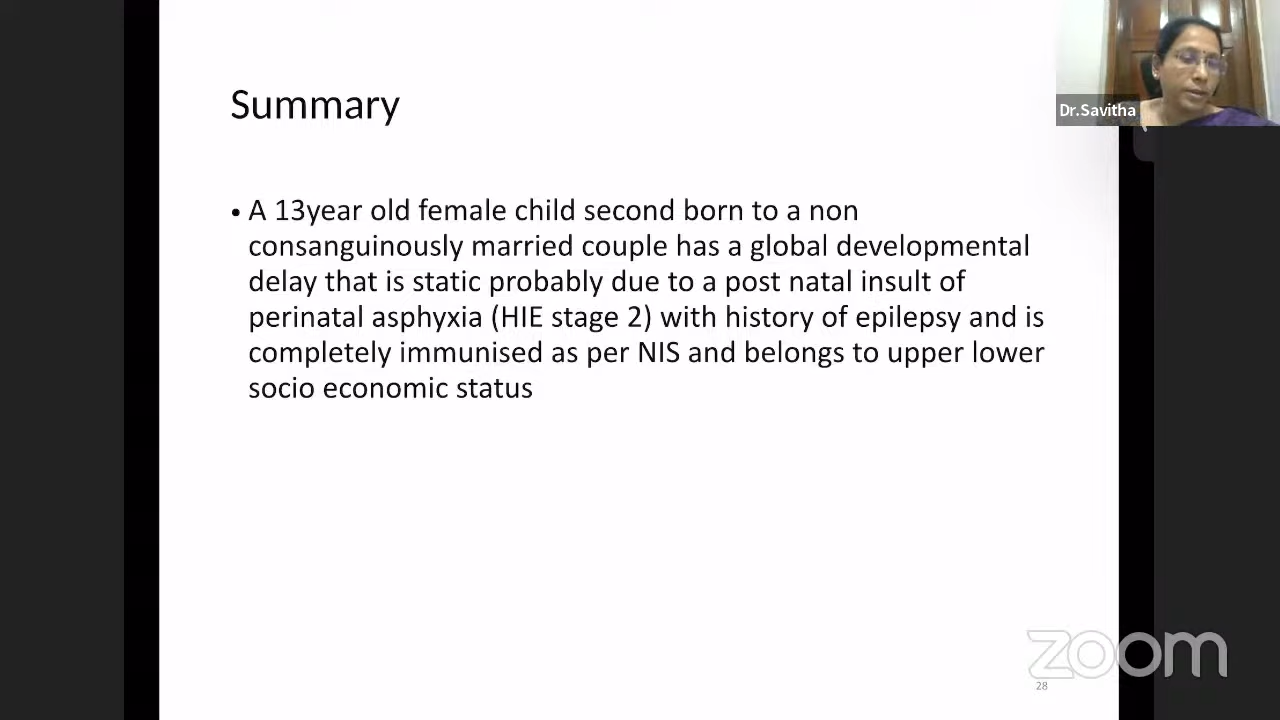 Summary
Dr.Savitha
• A 13year old female child second born to a non
consanguinously married couple has a global developmental
delay that is static probably due to a post natal insult of
perinatal asphyxia (HIE stage 2) with history of epilepsy and is
completely immunised as per NIS and belongs to upper lower
socio economic status
zoom
28